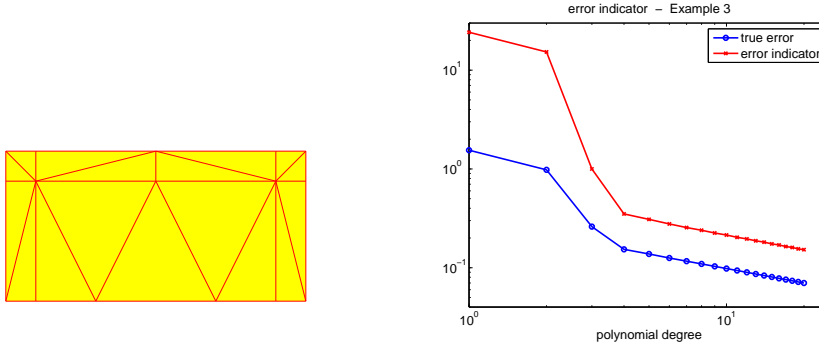 error indicator – Example 3
true error
error indicator
10^1
10^0
10^{-1}
10^0
10^1
polynomial degree